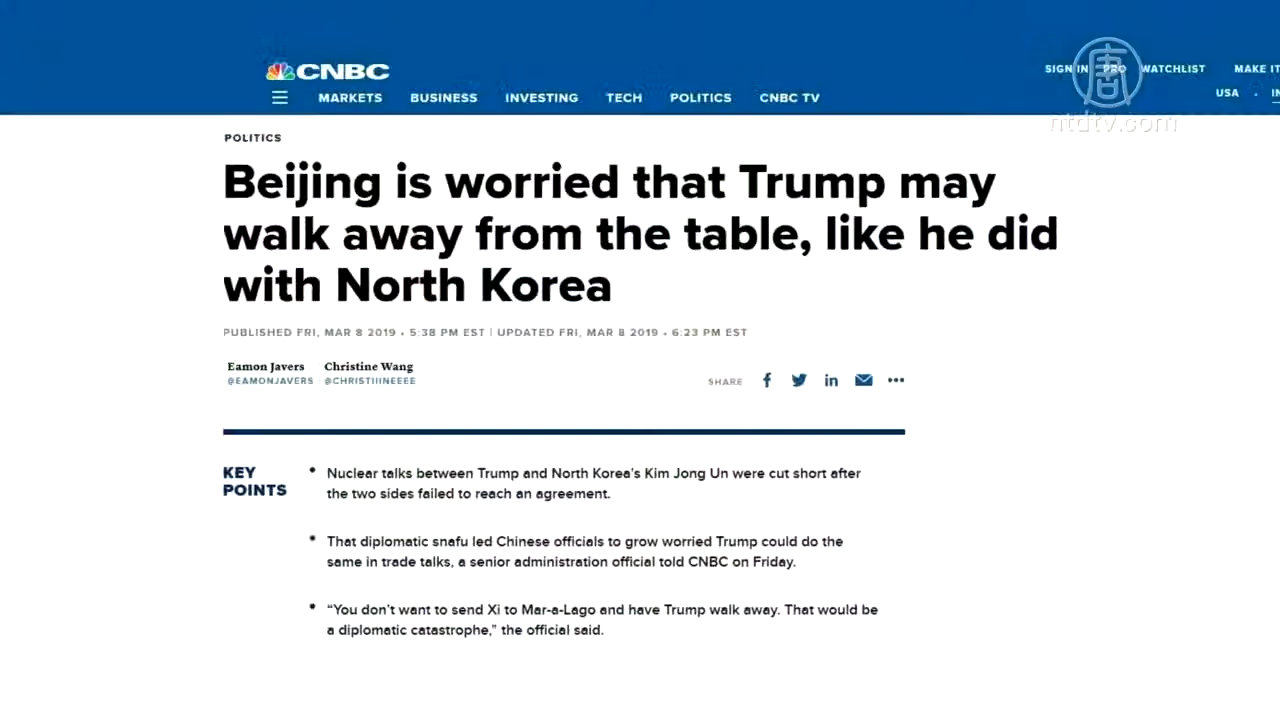 CNBC
SIGN IN PRO WATCHLIST MAKE IT
MARKETS BUSINESS INVESTING TECH POLITICS CNBC TV
USA
唐
ntdtv.com
POLITICS
Beijing is worried that Trump may
walk away from the table, like he did
with North Korea
PUBLISHED FRI, MAR 8 2019 • 5:38 PM EST | UPDATED FRI, MAR 8 2019 • 6:23 PM EST
Eamon Javers Christine Wang
@EAMONJAVERS @CHRISTIIINEEEE
SHARE
KEY
POINTS
• Nuclear talks between Trump and North Korea's Kim Jong Un were cut short after
the two sides failed to reach an agreement.
• That diplomatic snafu led Chinese officials to grow worried Trump could do the
same in trade talks, a senior administration official told CNBC on Friday.
• “You don't want to send Xi to Mar-a-Lago and have Trump walk away. That would be
a diplomatic catastrophe,” the official said.